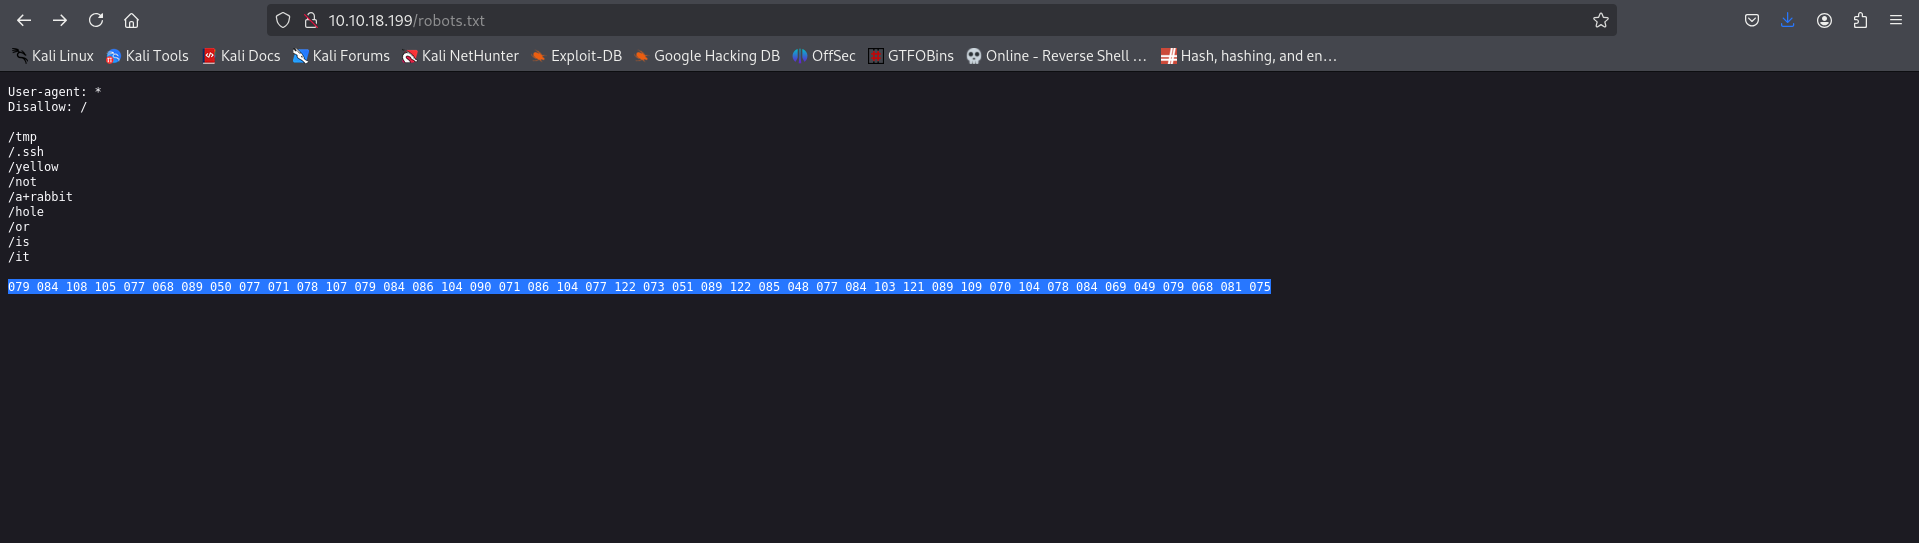 10.10.18.199/robots.txt
Kali Linux Kali Tools Kali Docs Kali Forums Kali NetHunter Exploit-DB Google Hacking DB OffSec GTFOBins Online - Reverse Shell … Hash, hashing, and en…
User-agent: *
Disallow: /
/tmp
/.ssh
/yellow
/not
/a+rabbit
/hole
/or
/is
/it
079 084 108 105 077 068 089 050 077 071 078 107 079 084 086 104 090 071 086 104 077 122 073 051 089 122 085 048 077 084 103 121 089 109 070 104 078 084 069 049 079 068 081 075